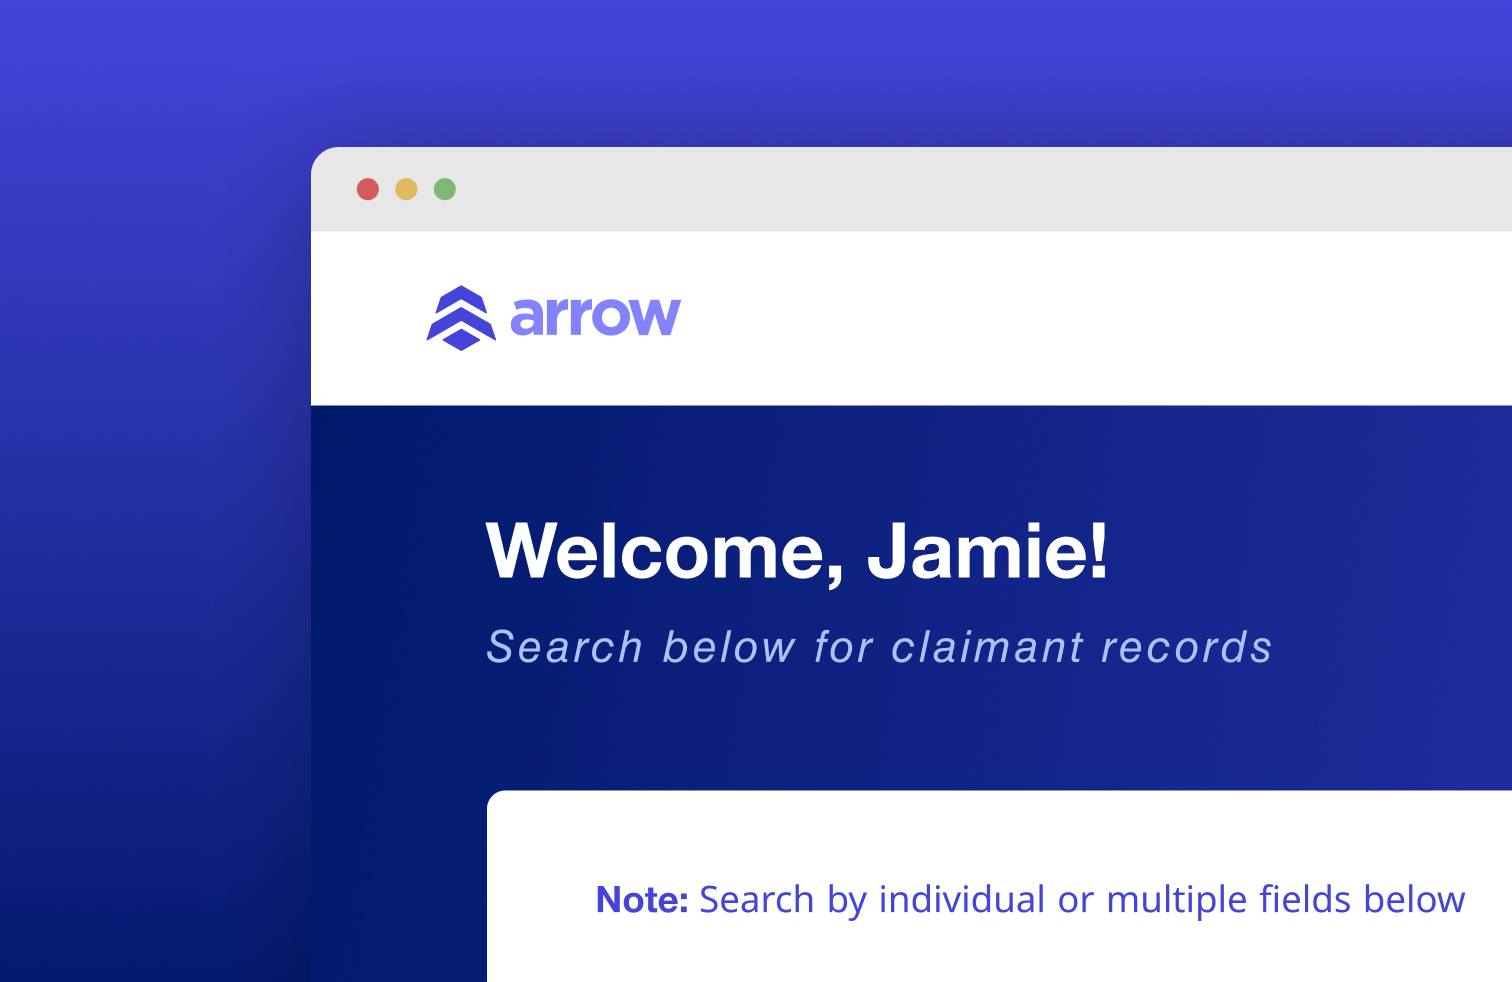 arrow
Welcome, Jamie!
Search below for claimant records
Note: Search by individual or multiple fields below